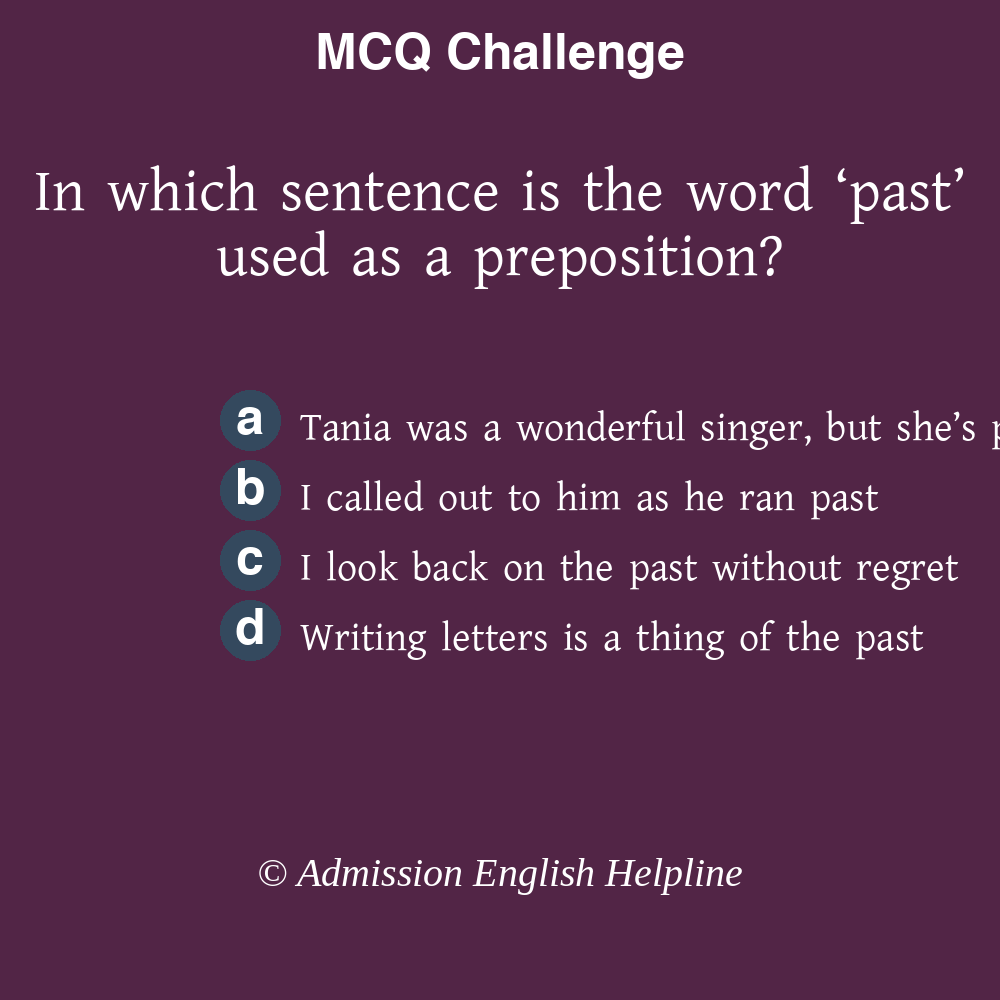 MCQ Challenge
In which sentence is the word ‘past’
used as a preposition?
a Tania was a wonderful singer, but she’s
b I called out to him as he ran past
c I look back on the past without regret
d Writing letters is a thing of the past
© Admission English Helpline